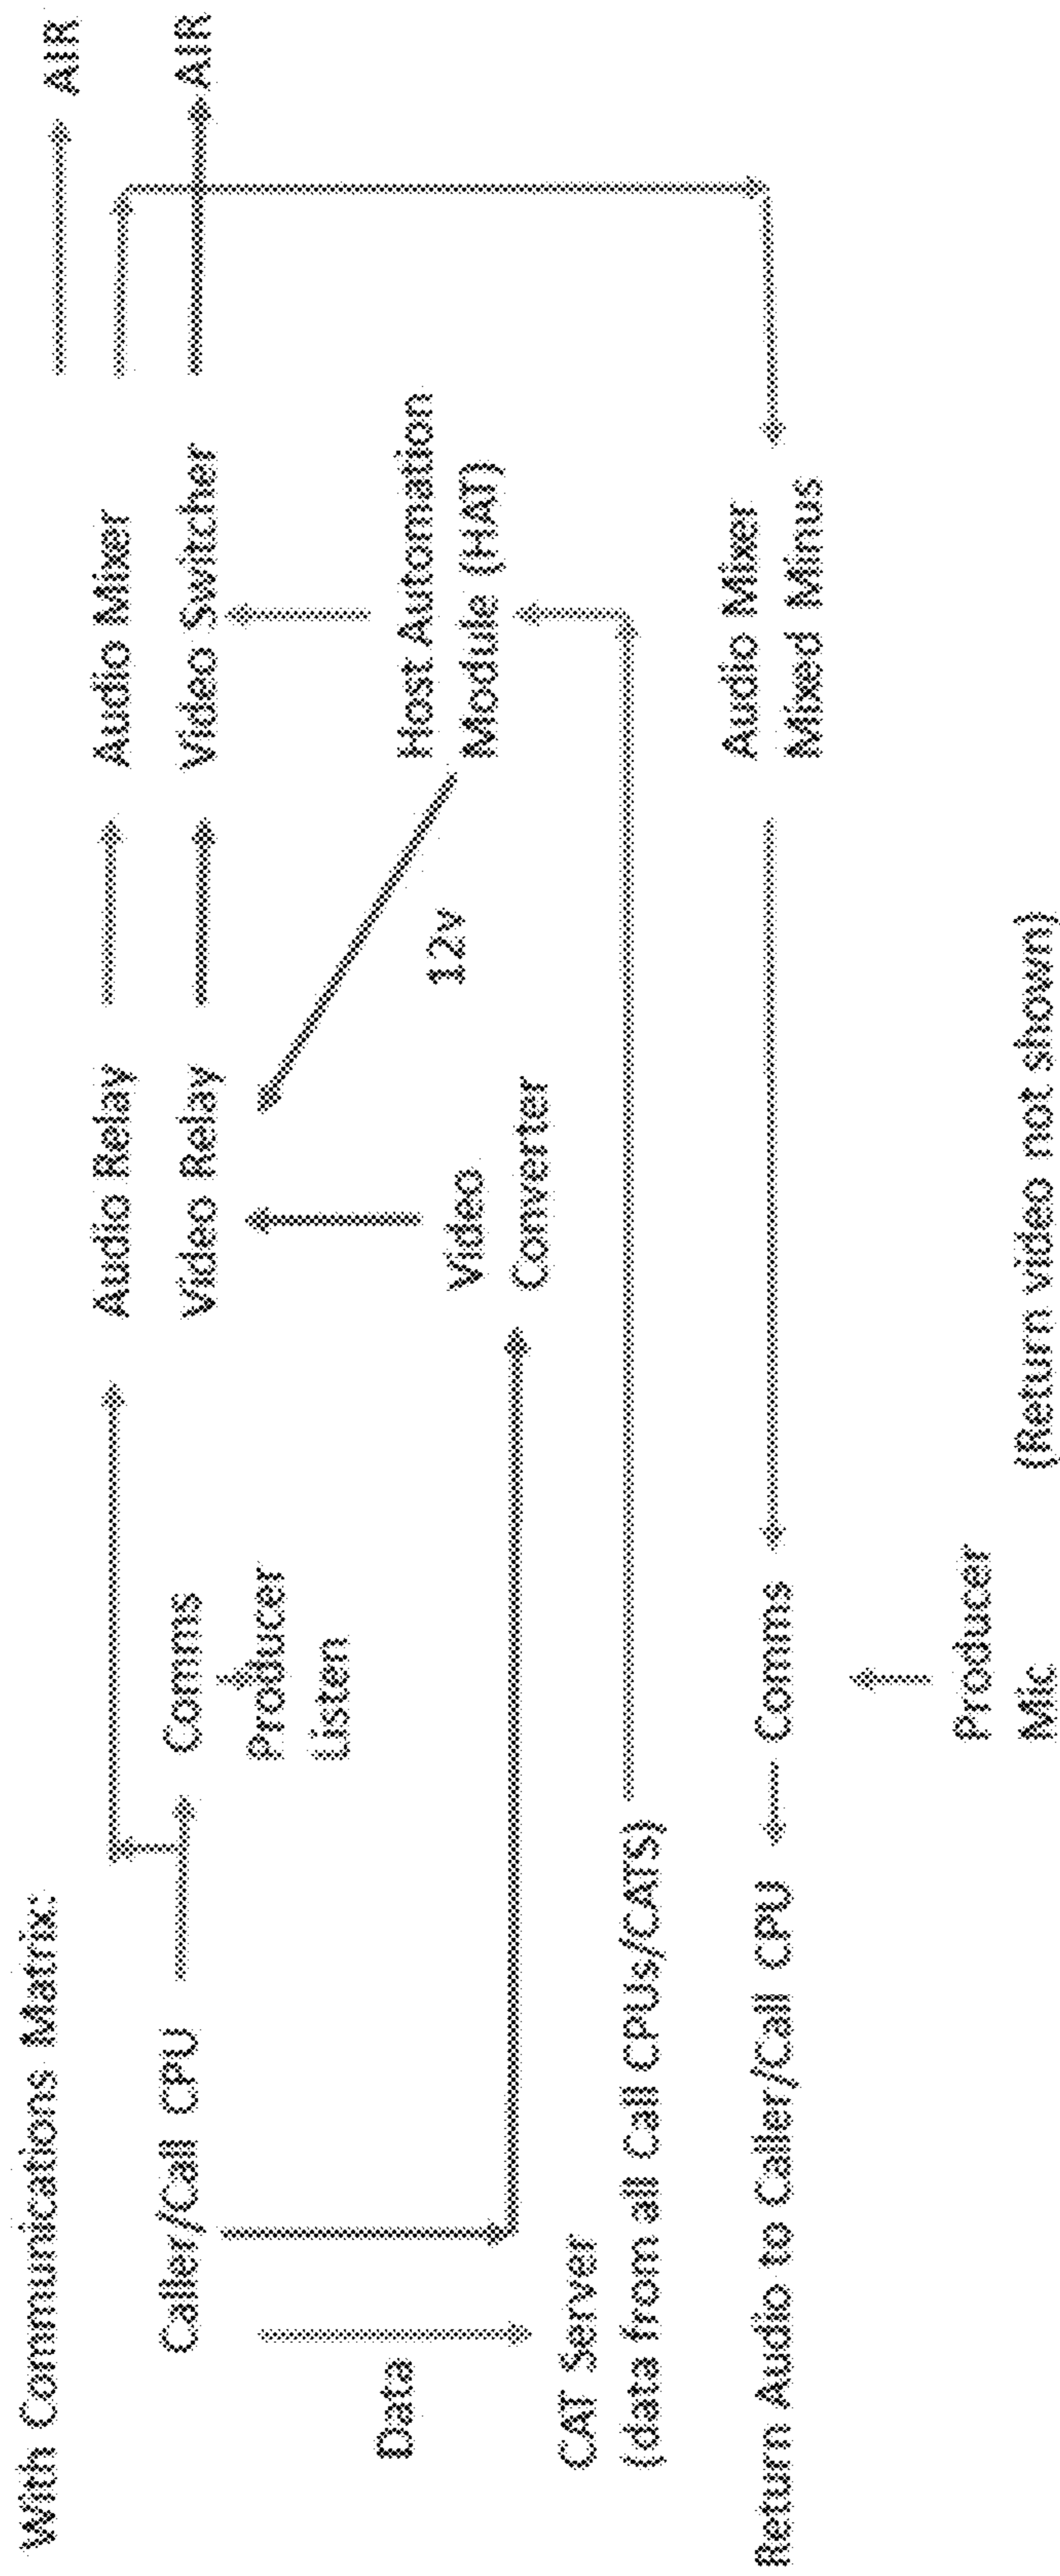 With Communications Matrix:
AIR
AIR
Audio Relay
Audio Mixer
Caller/Call CPU
Comms
Video Relay
Video Switcher
Producer
Listen
Data
12v
Video
Converter
Host Automation
Module (HAT)
CAT Server
(data from all Call CPUs/CATS)
Audio Mixer
Mixed Minus
Return Audio to Caller/Call CPU
Comms
Producer
Mic
(Return video not shown)